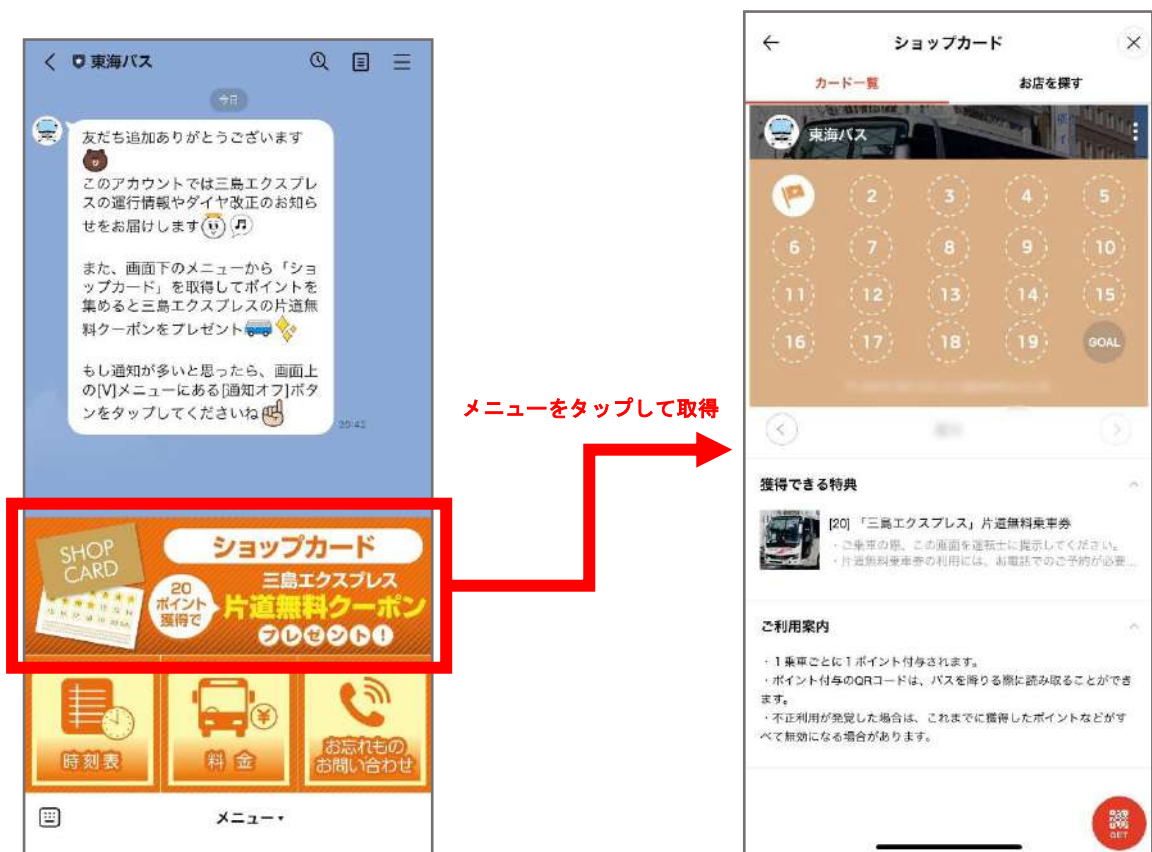 東海バス
今日
友だち追加ありがとうございます
このアカウントでは三島エクスプレ
スの運行情報やダイヤ改正のお知ら
せをお届けします
また、画面下のメニューから「ショ
ップカード」を取得してポイントを
集めると三島エクスプレスの片道無
料クーポンをプレゼント
もし通知が多いと思ったら、画面上
の[V]メニューにある[通知オフ]ボタ
ンをタップしてくださいね
20:42
SHOP
CARD
ショップカード
20
ポイント
獲得で
三島エクスプレス
片道無料クーポン
プレゼント!
時刻表
料金
お忘れもの
お問い合わせ
メニュー▾
メニューをタップして取得
ショップカード
カード一覧
お店を探す
東海バス
2 3 4 5
6 7 8 9 10
11 12 13 14 15
16 17 18 19 GOAL
獲得できる特典
[20] 「三島エクスプレス」片道無料乗車券
・ご乗車の際、この画面を運転士に提示してください。
・片道無料乗車券の利用には、お電話でのご予約が必要...
ご利用案内
・1乗車ごとに1ポイント付与されます。
・ポイント付与のQRコードは、バスを降りる際に読み取ることができ
ます。
・不正利用が発覚した場合は、これまでに獲得したポイントなどがす
べて無効になる場合があります。
GET